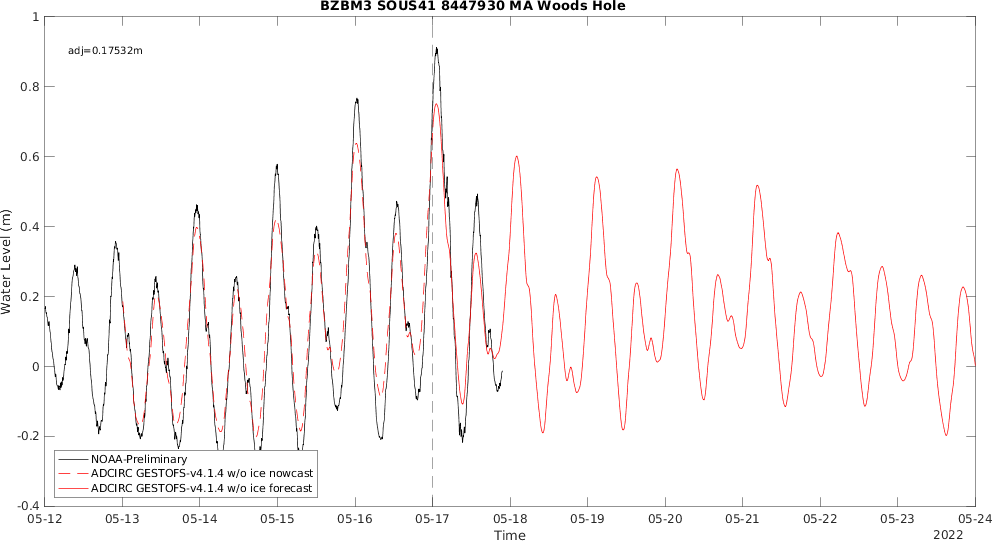 BZBM3 SOUS41 8447930 MA Woods Hole
adj=0.17532m
Water Level (m)
1
0.8
0.6
0.4
0.2
0
-0.2
-0.4
NOAA-Preliminary
ADCIRC GESTOFS-v4.1.4 w/o ice nowcast
ADCIRC GESTOFS-v4.1.4 w/o ice forecast
05-12 05-13 05-14 05-15 05-16 05-17 05-18 05-19 05-20 05-21 05-22 05-23 05-24
Time
2022